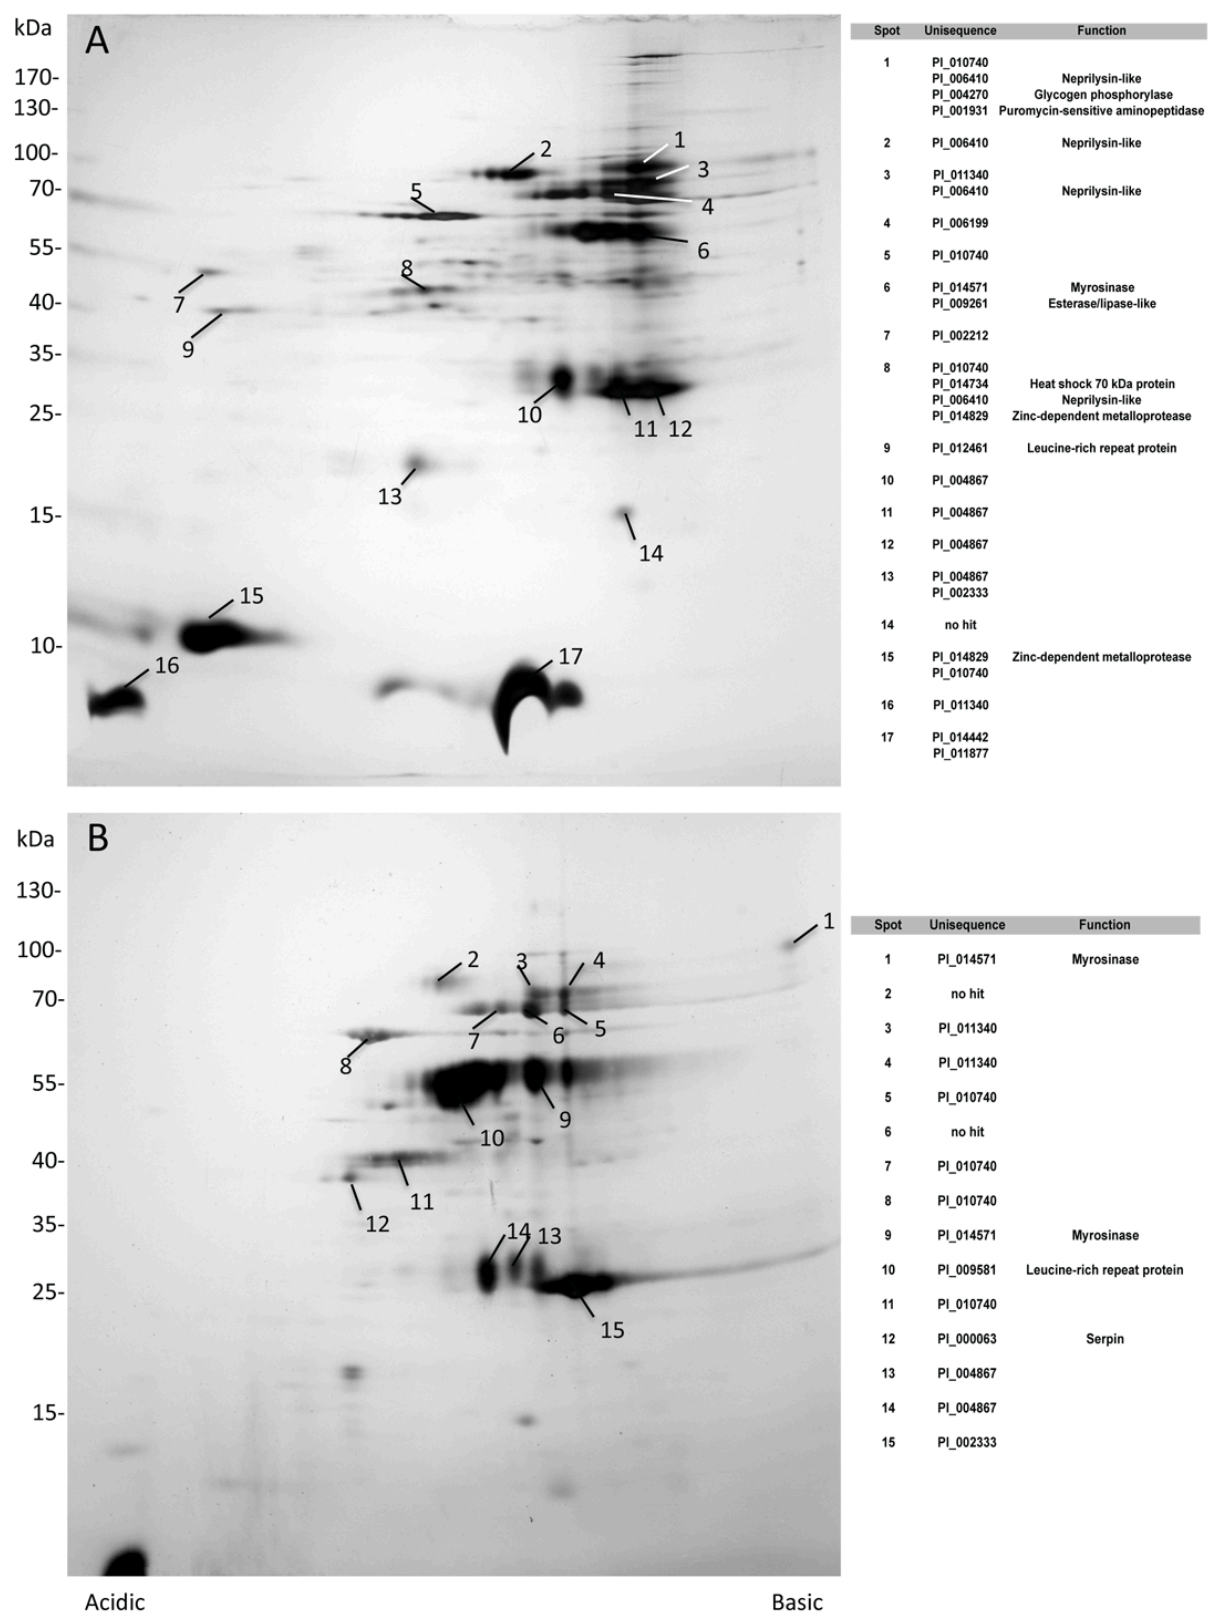 kDa
A
170-
130-
100-
70-
55-
40-
35-
25-
15-
10-
1
2
3
5
4
6
8
7
9
10
11
12
13
14
15
16
17
Spot Unisequence Function
1 PI_010740
PI_006410 Neprilysin-like
PI_004270 Glycogen phosphorylase
PI_001931 Puromycin-sensitive aminopeptidase
2 PI_006410 Neprilysin-like
3 PI_011340
PI_006410 Neprilysin-like
4 PI_006199
5 PI_010740
6 PI_014571 Myrosinase
PI_009261 Esterase/lipase-like
7 PI_002212
8 PI_010740
PI_014734 Heat shock 70 kDa protein
PI_006410 Neprilysin-like
PI_014829 Zinc-dependent metalloprotease
9 PI_012461 Leucine-rich repeat protein
10 PI_004867
11 PI_004867
12 PI_004867
13 PI_004867
PI_002333
14 no hit
15 PI_014829 Zinc-dependent metalloprotease
PI_010740
16 PI_011340
17 PI_014442
PI_011877
kDa
B
130-
100-
70-
55-
40-
35-
25-
15-
1
2
3
4
7
6
5
8
9
10
11
12
14
13
15
Acidic
Basic
Spot Unisequence Function
1 PI_014571 Myrosinase
2 no hit
3 PI_011340
4 PI_011340
5 PI_010740
6 no hit
7 PI_010740
8 PI_010740
9 PI_014571 Myrosinase
10 PI_009581 Leucine-rich repeat protein
11 PI_010740
12 PI_000063 Serpin
13 PI_004867
14 PI_004867
15 PI_002333